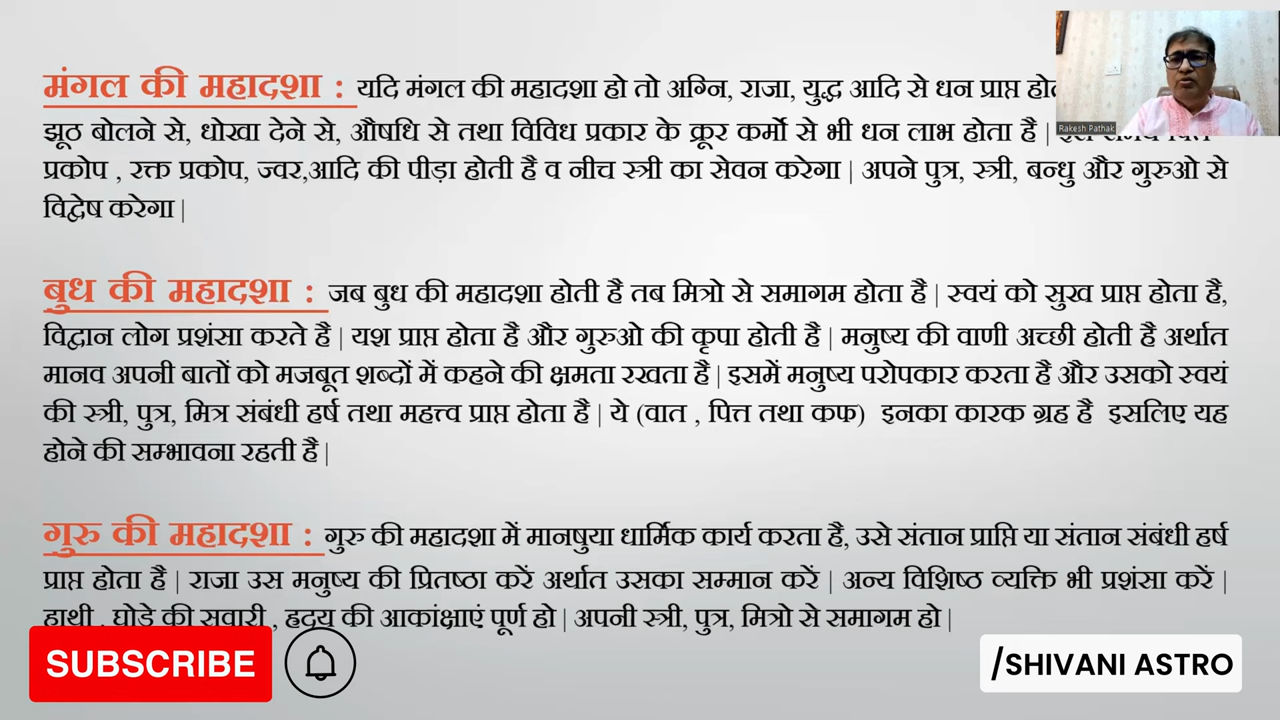 मंगल की महादशा : यदि मंगल की महादशा हो तो अग्नि, राजा, युद्ध आदि से धन प्राप्त
झूठ बोलने से, धोखा देने से, औषधि से तथा विविध प्रकार के क्रूर कर्मो से भी धन लाभ होता है |
प्रकोप , रक्त प्रकोप, ज्वर,आदि की पीड़ा होती है व नीच स्त्री का सेवन करेगा | अपने पुत्र, स्त्री, बन्धु और गुरुओ से
विद्वेष करेगा |
बुध की महादशा : जब बुध की महादशा होती है तब मित्रो से समागम होता है | स्वयं को सुख प्राप्त होता है,
विद्वान लोग प्रशंसा करते है | यश प्राप्त होता है और गुरुओ की कृपा होती है | मनुष्य की वाणी अच्छी होती है अर्थात
मानव अपनी बातों को मजबूत शब्दों में कहने की क्षमता रखता है | इसमें मनुष्य परोपकार करता है और उसको स्वयं
की स्त्री, पुत्र, मित्र संबंधी हर्ष तथा महत्त्व प्राप्त होता है | ये (वात , पित्त तथा कफ) इनका कारक ग्रह है इसलिए यह
होने की सम्भावना रहती है |
गुरु की महादशा : गुरु की महादशा में मानषुया धार्मिक कार्य करता है, उसे संतान प्राप्ति या संतान संबंधी हर्ष
प्राप्त होता है | राजा उस मनुष्य की प्रितष्ठा करें अर्थात उसका सम्मान करें | अन्य विशिष्ठ व्यक्ति भी प्रशंसा करें |
हाथी , घोडे की सवारी , हृदय की आकांक्षाएं पूर्ण हो | अपनी स्त्री, पुत्र, मित्रो से समागम हो |
Rakesh Pathak
SUBSCRIBE
/SHIVANI ASTRO